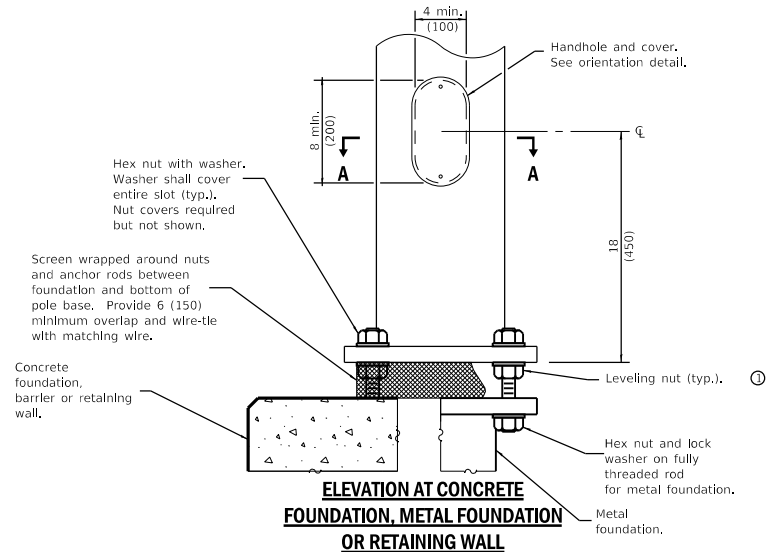 4 min.
(100)
Handhole and cover.
See orientation detail.
8 min.
(200)
A
A
℄
Hex nut with washer.
Washer shall cover
entire slot (typ.).
Nut covers required
but not shown.
18
(450)
Screen wrapped around nuts
and anchor rods between
foundation and bottom of
pole base. Provide 6 (150)
minimum overlap and wire-tie
with matching wire.
Concrete
foundation,
barrier or retaining
wall.
Leveling nut (typ.). ①
Hex nut and lock
washer on fully
threaded rod
for metal foundation.
Metal
foundation.
ELEVATION AT CONCRETE
FOUNDATION, METAL FOUNDATION
OR RETAINING WALL